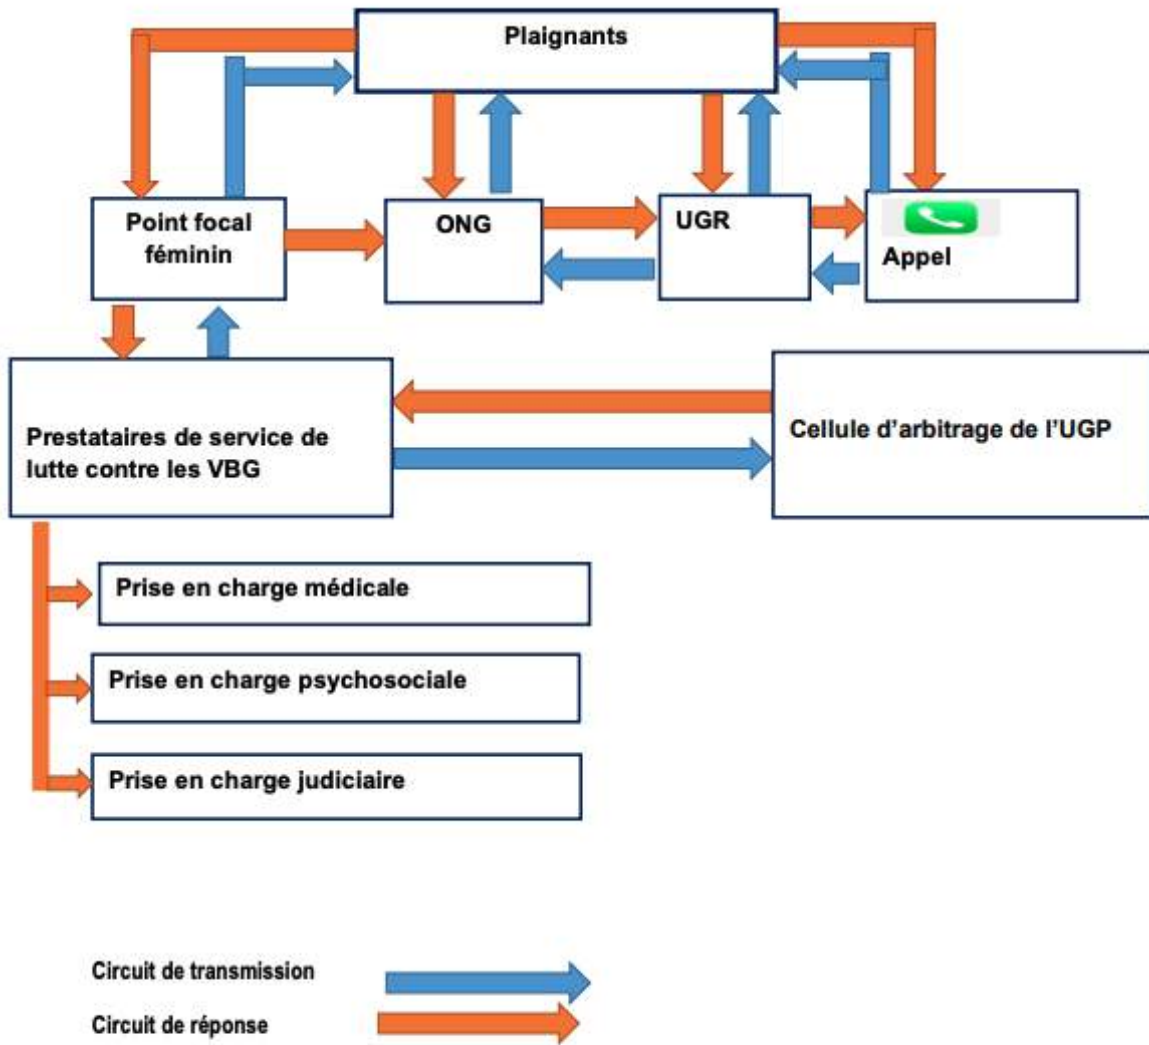 Plaignants
Point focal
féminin
ONG
UGR
Appel
Prestataires de service de
lutte contre les VBG
Cellule d'arbitrage de l'UGP
Prise en charge médicale
Prise en charge psychosociale
Prise en charge judiciaire
Circuit de transmission
Circuit de réponse